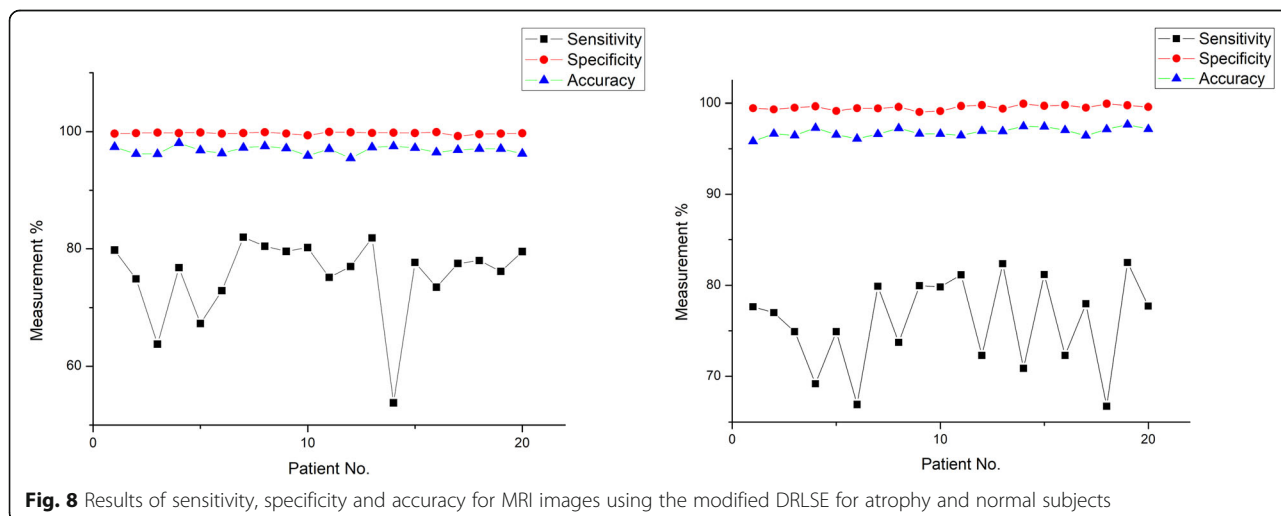 Sensitivity
Specificity
Accuracy
Measurement %
100
80
60
0
10
20
Patient No.
Sensitivity
Specificity
Accuracy
Measurement %
100
90
80
70
0
10
20
Patient No.
Fig. 8 Results of sensitivity, specificity and accuracy for MRI images using the modified DRLSE for atrophy and normal subjects